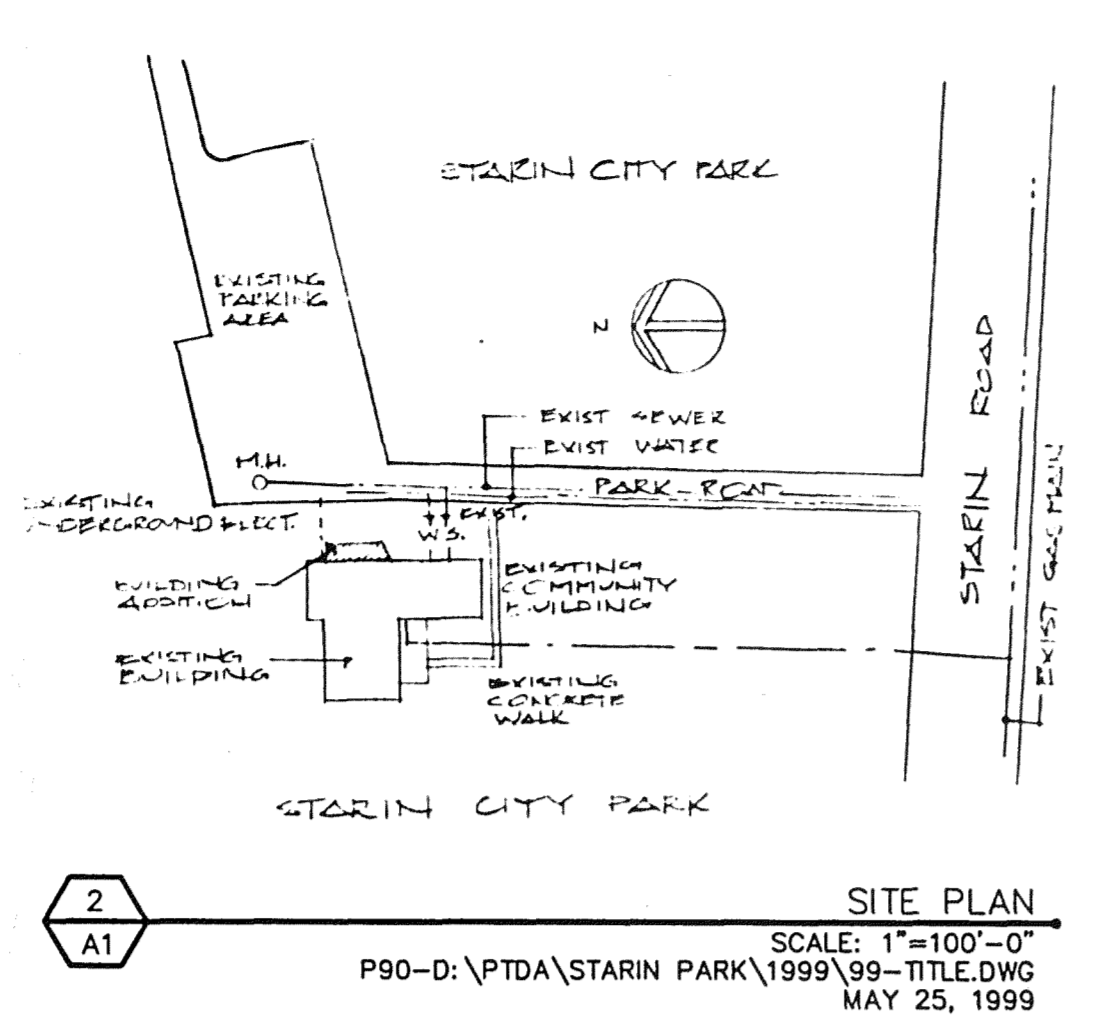 STARIN CITY PARK
EXISTING
PARKING
AREA
N
STARIN ROAD
EXIST SEWER
EXIST WATER
M.H.
PARK ROW
EXISTING
UNDERGROUND ELECT.
EXIST.
W S.
EXIST GAS MAIN
EXISTING
COMMUNITY
BUILDING
BUILDING
ADDITION
EXISTING
BUILDING
EXISTING
CONCRETE
WALK
STARIN CITY PARK
2
A1
SITE PLAN
SCALE: 1"=100'-0"
P90-D:\PTDA\STARIN PARK\1999\99-TITLE.DWG
MAY 25, 1999